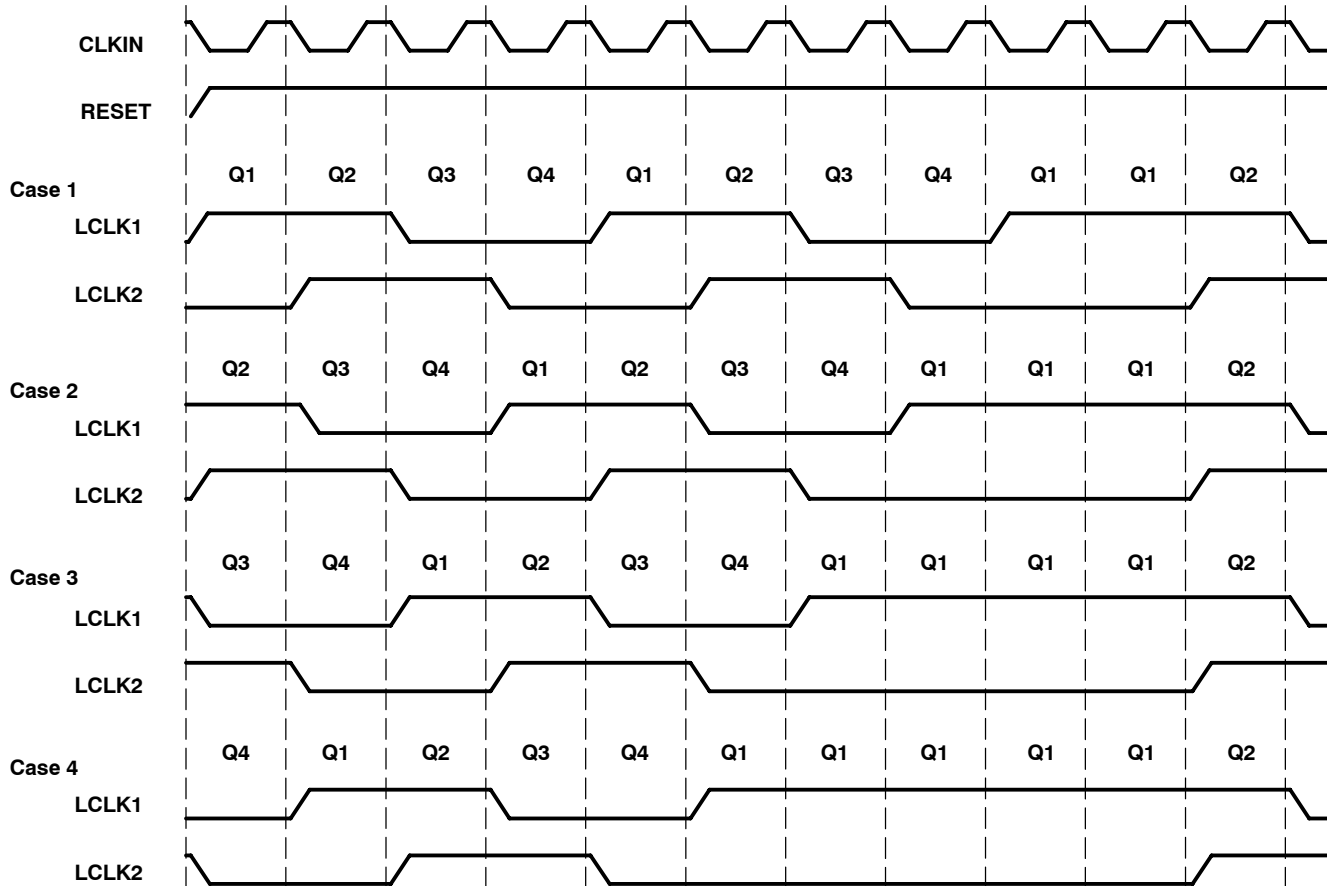 CLKIN
RESET
Q1 Q2 Q3 Q4 Q1 Q2 Q3 Q4 Q1 Q1 Q2
Case 1
LCLK1
LCLK2
Q2 Q3 Q4 Q1 Q2 Q3 Q4 Q1 Q1 Q1 Q2
Case 2
LCLK1
LCLK2
Q3 Q4 Q1 Q2 Q3 Q4 Q1 Q1 Q1 Q1 Q2
Case 3
LCLK1
LCLK2
Q4 Q1 Q2 Q3 Q4 Q1 Q1 Q1 Q1 Q1 Q2
Case 4
LCLK1
LCLK2